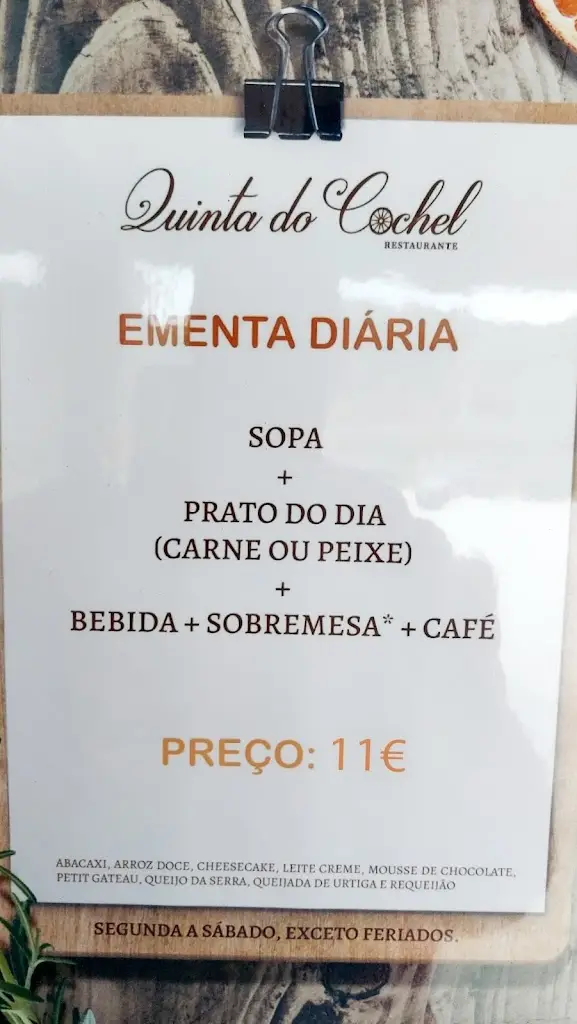 Quinta do Cochel
RESTAURANTE
EMENTA DIÁRIA
SOPA
+
PRATO DO DIA
(CARNE OU PEIXE)
+
BEBIDA + SOBREMESA* + CAFÉ
PREÇO: 11€
ABACAXI, ARROZ DOCE, CHEESECAKE, LEITE CREME, MOUSSE DE CHOCOLATE,
PETIT GATEAU, QUEIJO DA SERRA, QUEIJADA DE URTIGA E REQUEIJÃO
SEGUNDA A SÁBADO, EXCETO FERIADOS.